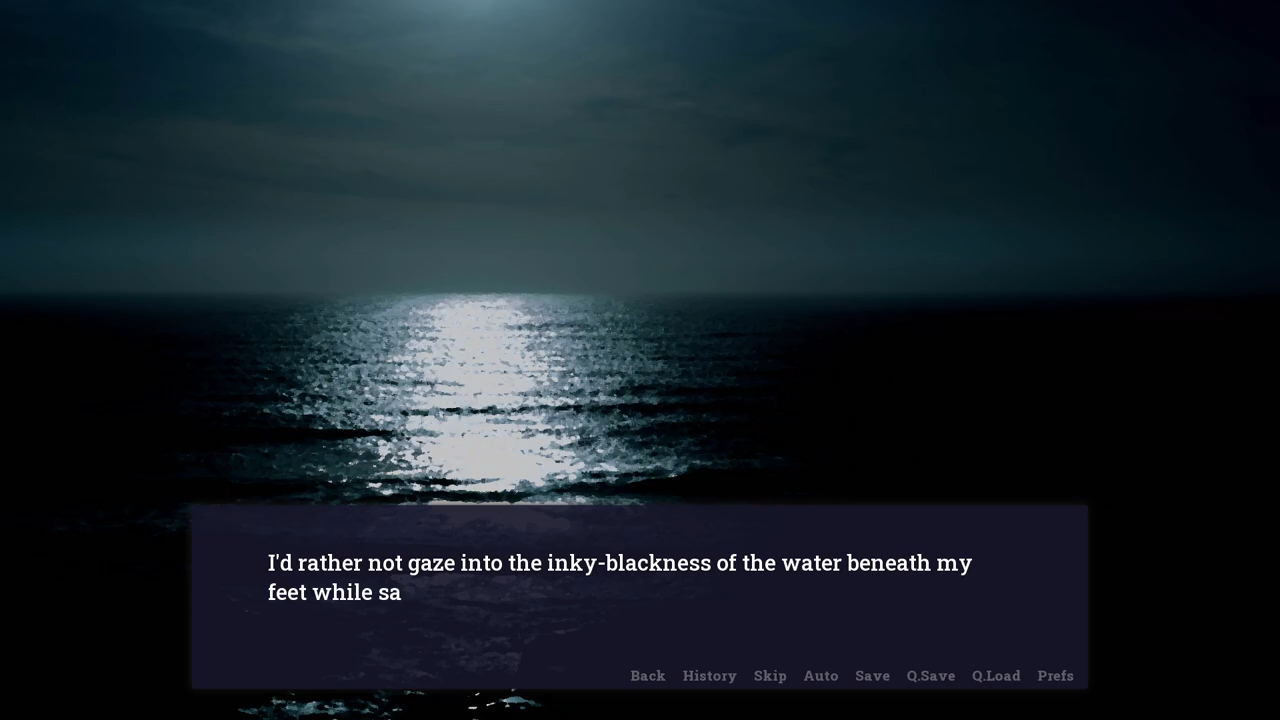 I'd rather not gaze into the inky-blackness of the water beneath my
feet while sa
Back History Skip Auto Save Q.Save Q.Load Prefs